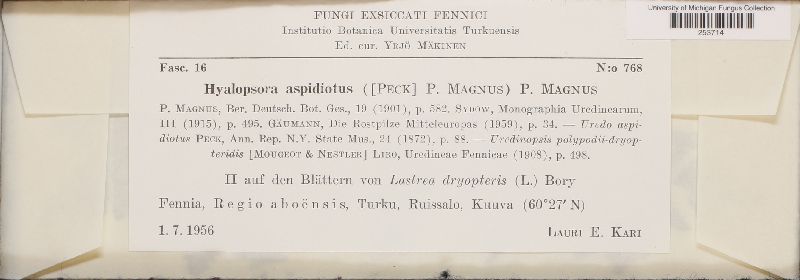 University of Michigan Fungus Collection
253714
FUNGI EXSICCATI FENNICI
Institutio Botanica Universitatis Turkuensis
Ed. cur. YRJÖ MÄKINEN
Fasc. 16 N:o 768
Hyalopsora aspidiotus ([PECK] P. MAGNUS) P. MAGNUS
P. MAGNUS, Ber. Deutsch. Bot. Ges., 19 (1901), p. 582. SYDOW, Monographia Uredinearum,
III (1915), p. 495. GÄUMANN, Die Rostpilze Mitteleuropas (1959), p. 34. — Uredo aspi-
diotus PECK, Ann. Rep. N.Y. State Mus., 24 (1872), p. 88. — Uredinopsis polypodii-dryop-
teridis [MOUGEOT & NESTLER] LIRO, Uredineae Fennicae (1908), p. 498.
II auf den Blättern von Lastrea dryopteris (L.) Bory
Fennia, Regio aboënsis, Turku, Ruissalo, Kuuva (60°27′ N)
1. 7. 1956 LAURI E. KARI